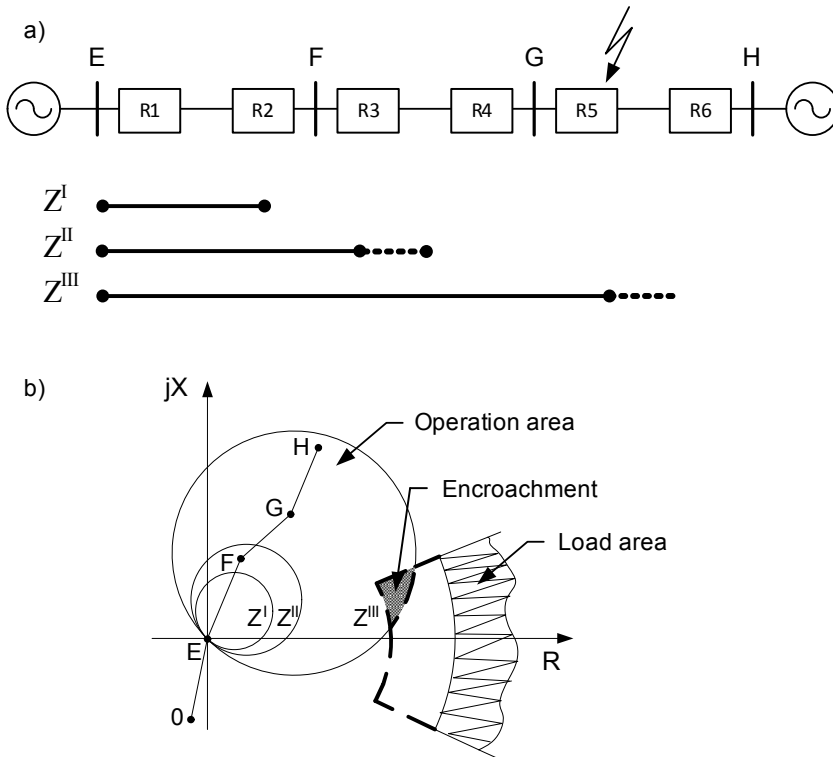 a)
E F G H
R1 R2 R3 R4 R5 R6
Z^I
Z^II
Z^III
b)
jX
Operation area
H
Encroachment
G
Load area
F
Z^I Z^II Z^III
E
R
0